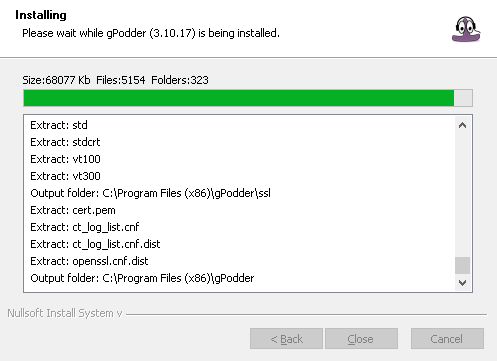 Installing
Please wait while gPodder (3.10.17) is being installed.
Size:68077 Kb  Files:5154  Folders:323
Extract: std
Extract: stdcrt
Extract: vt100
Extract: vt300
Output folder: C:\Program Files (x86)\gPodder\ssl
Extract: cert.pem
Extract: ct_log_list.cnf
Extract: ct_log_list.cnf.dist
Extract: openssl.cnf.dist
Output folder: C:\Program Files (x86)\gPodder
Nullsoft Install System v
< Back
Close
Cancel